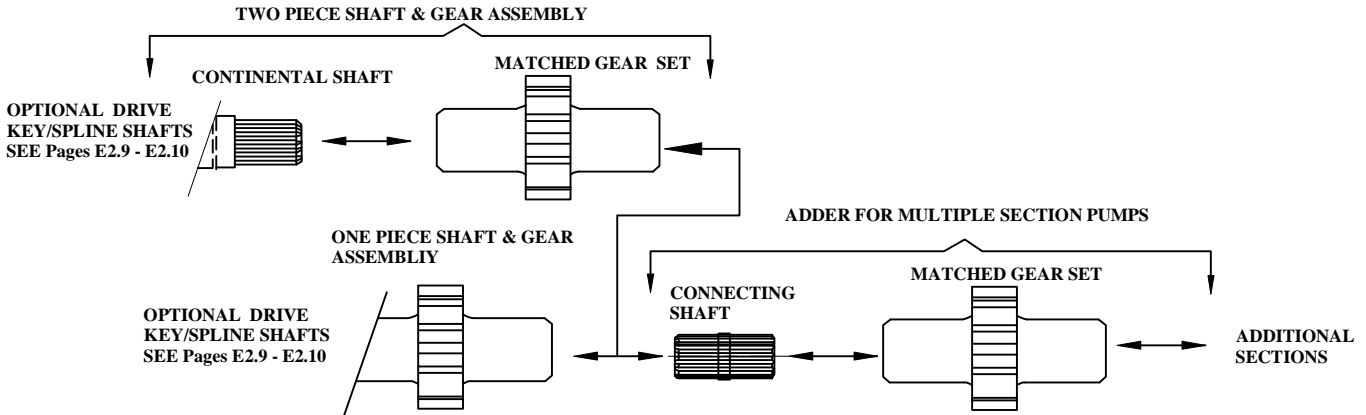 TWO PIECE SHAFT & GEAR ASSEMBLY
CONTINENTAL SHAFT
MATCHED GEAR SET
OPTIONAL DRIVE
KEY/SPLINE SHAFTS
SEE Pages E2.9 - E2.10
ADDER FOR MULTIPLE SECTION PUMPS
ONE PIECE SHAFT & GEAR
ASSEMBLIY
MATCHED GEAR SET
CONNECTING
SHAFT
OPTIONAL DRIVE
KEY/SPLINE SHAFTS
SEE Pages E2.9 - E2.10
ADDITIONAL
SECTIONS